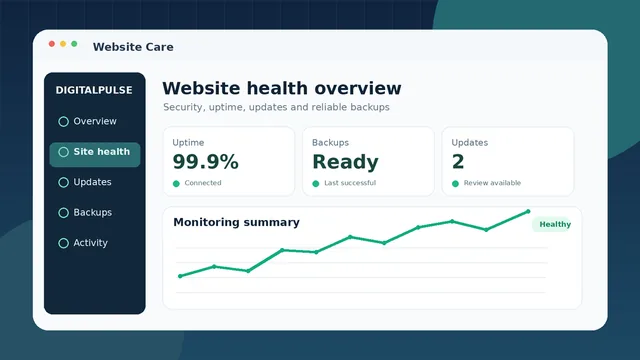 Website Care
DIGITALPULSE
Overview
Site health
Updates
Backups
Activity
Website health overview
Security, uptime, updates and reliable backups
Uptime
99.9%
Connected
Backups
Ready
Last successful
Updates
2
Review available
Monitoring summary
Healthy